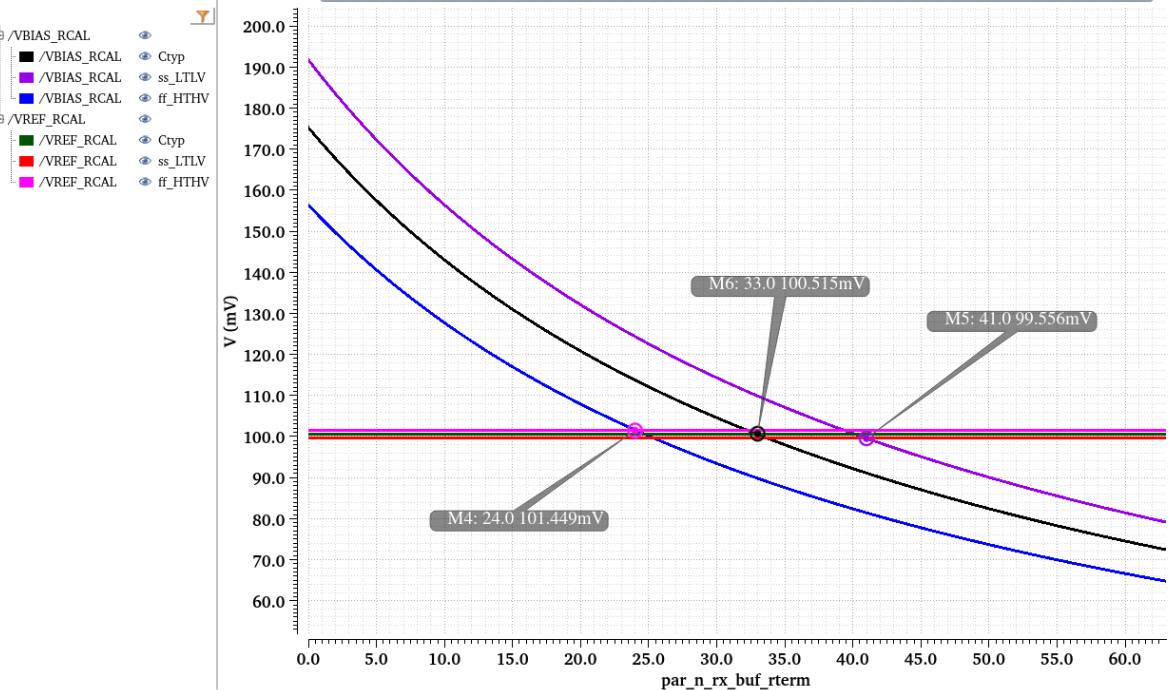 /VBIAS_RCAL
/VBIAS_RCAL Ctyp
/VBIAS_RCAL ss_LTLV
/VBIAS_RCAL ff_HTHV
/VREF_RCAL
/VREF_RCAL Ctyp
/VREF_RCAL ss_LTLV
/VREF_RCAL ff_HTHV
V (mV)
200.0
190.0
180.0
170.0
160.0
150.0
140.0
130.0
120.0
110.0
100.0
90.0
80.0
70.0
60.0
M6: 33.0 100.515mV
M5: 41.0 99.556mV
M4: 24.0 101.449mV
0.0 5.0 10.0 15.0 20.0 25.0 30.0 35.0 40.0 45.0 50.0 55.0 60.0
par_n_rx_buf_rterm